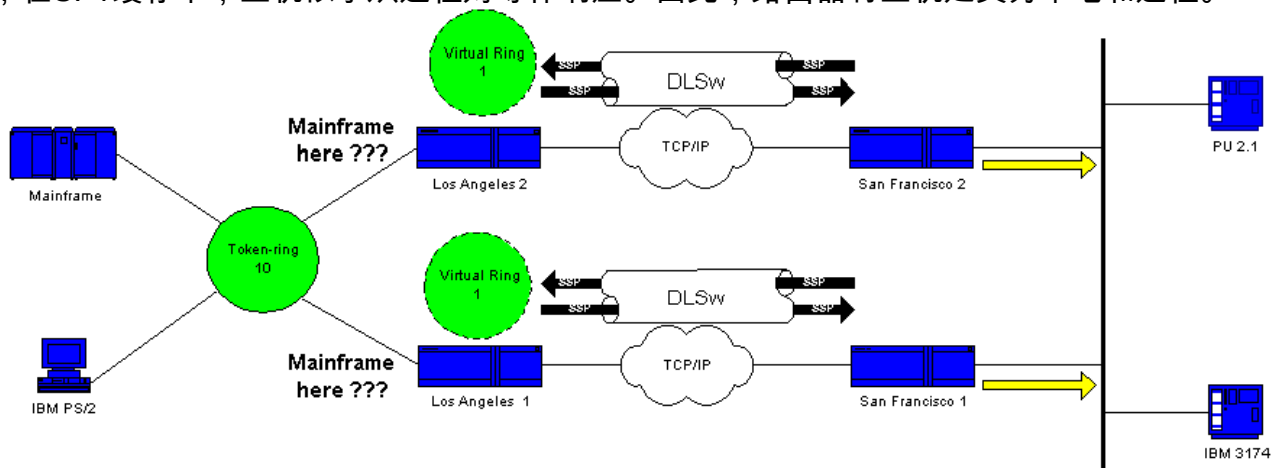 Virtual Ring
1
SSP
SSP
DLSw
SSP
SSP
Mainframe
here ???
TCP/IP
PU 2.1
Mainframe
Los Angeles 2
San Francisco 2
Token-ring
10
Virtual Ring
1
SSP
SSP
DLSw
SSP
SSP
Mainframe
here ???
TCP/IP
IBM PS/2
Los Angeles 1
San Francisco 1
IBM 3174